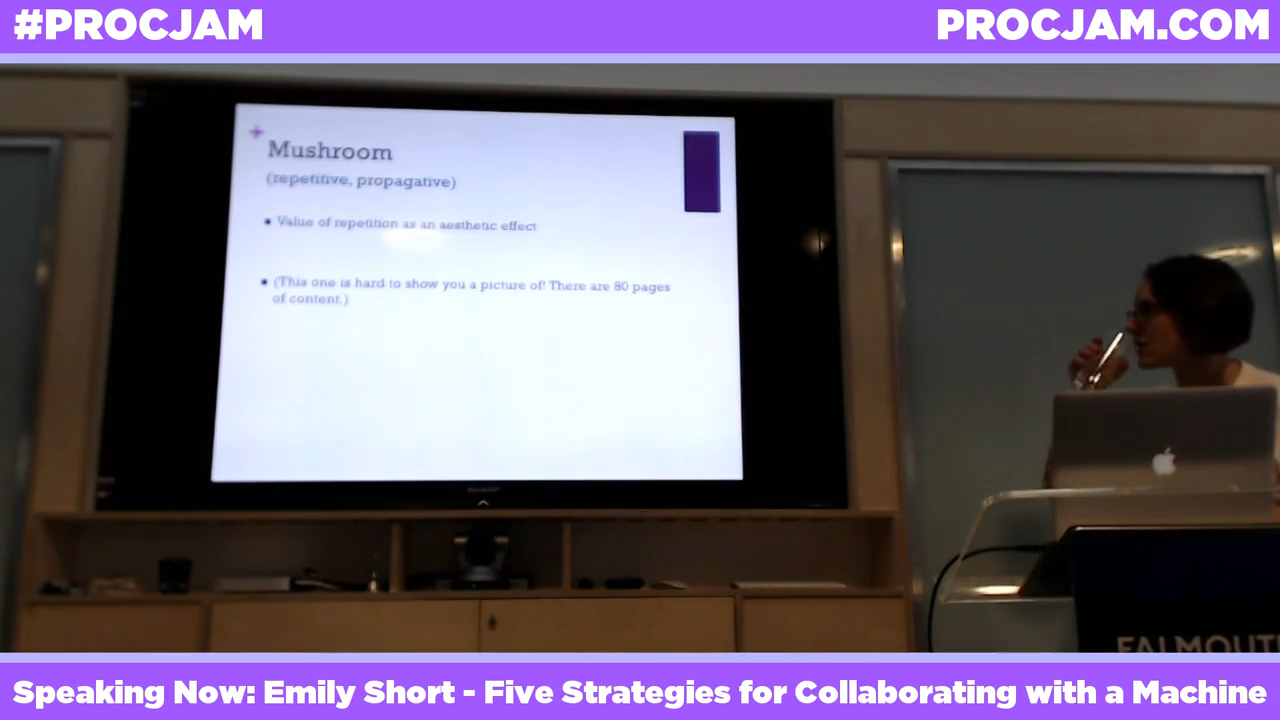 #PROCJAM
PROCJAM.COM
+
Mushroom
(repetitive, propagative)
• Value of repetition as an aesthetic effect
• (This one is hard to show you a picture of! There are 80 pages
of content.)
FALMOUT
Speaking Now: Emily Short - Five Strategies for Collaborating with a Machine